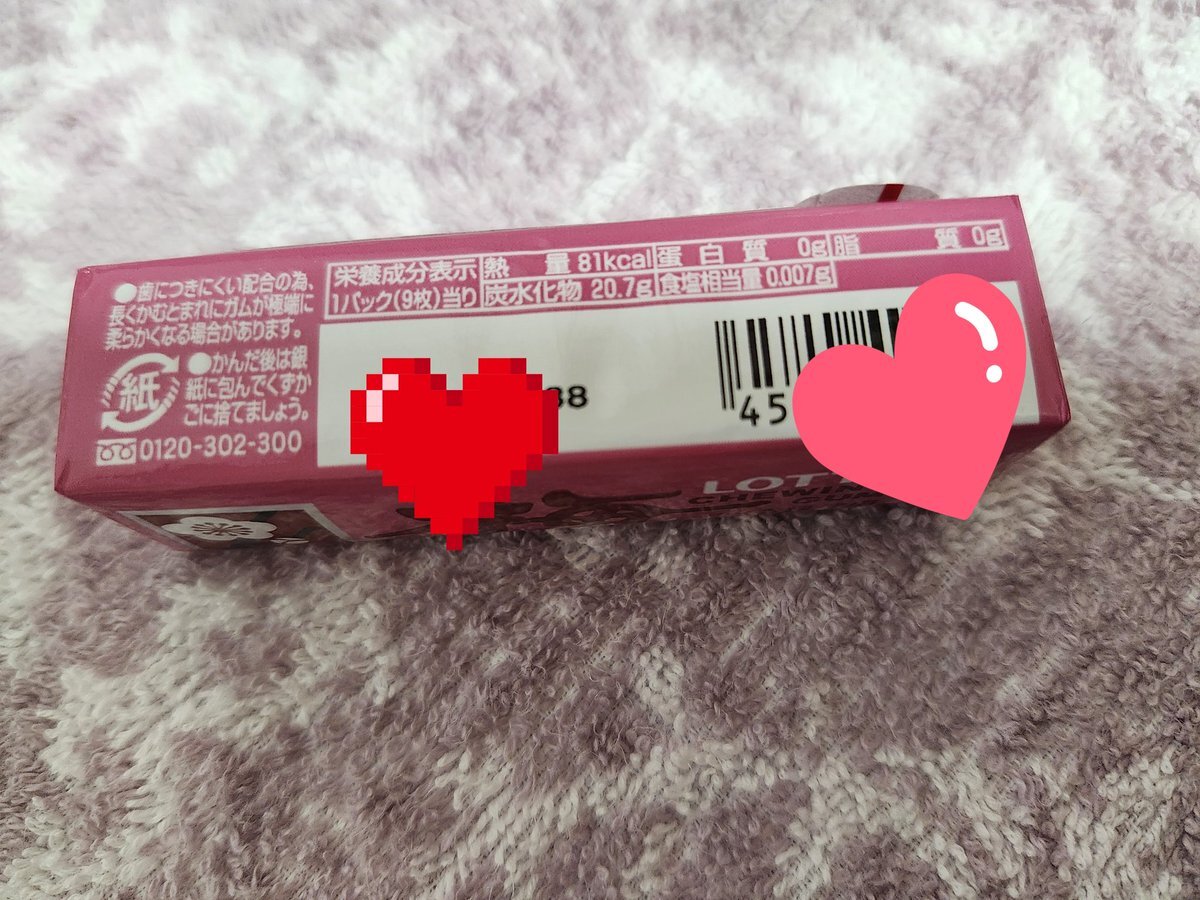 ●歯につきにくい配合の為、
長くかむとまれにガムが極端に
柔らかくなる場合があります。
紙
●かんだ後は銀
紙に包んでくずか
ごに捨てましょう。
0120-302-300
栄養成分表示 熱量 81kcal 蛋白質 0g 脂質 0g
1パック(9枚)当り 炭水化物 20.7g 食塩相当量 0.007g
88
45
LOT
CHEWIN
GUM